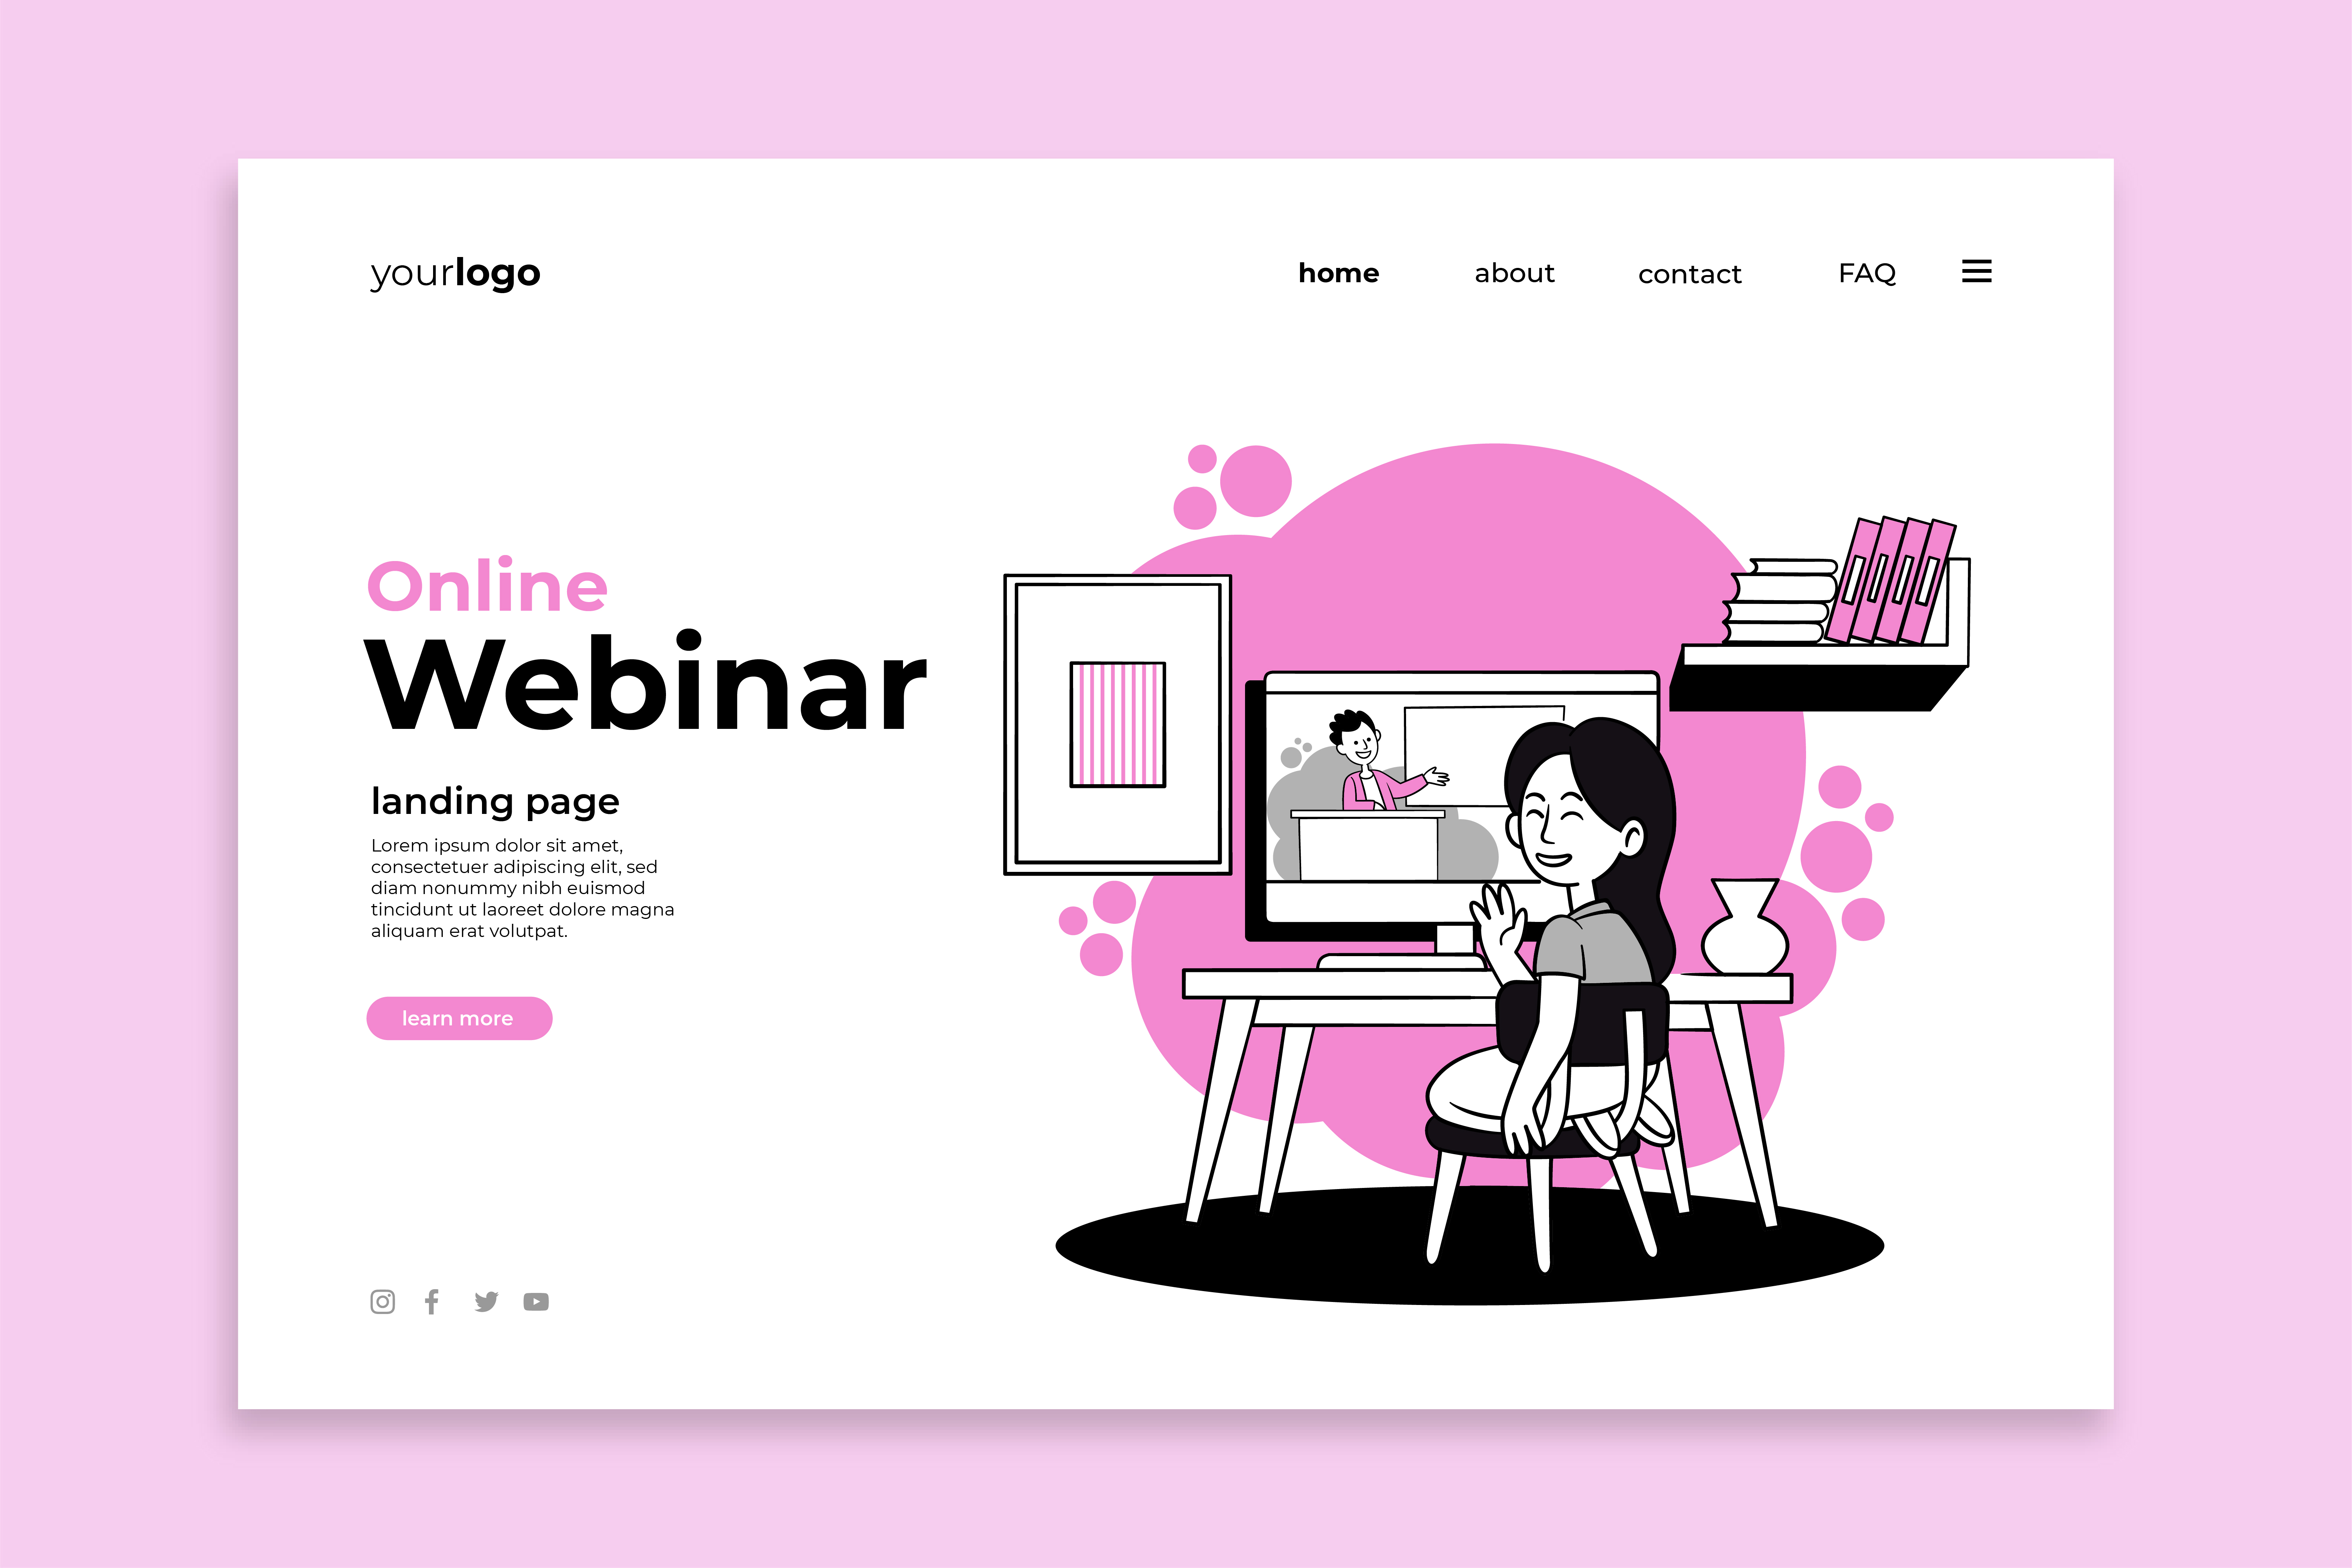 yourlogo
home about contact FAQ
Online
Webinar
landing page
Lorem ipsum dolor sit amet,
consectetuer adipiscing elit, sed
diam nonummy nibh euismod
tincidunt ut laoreet dolore magna
aliquam erat volutpat.
learn more